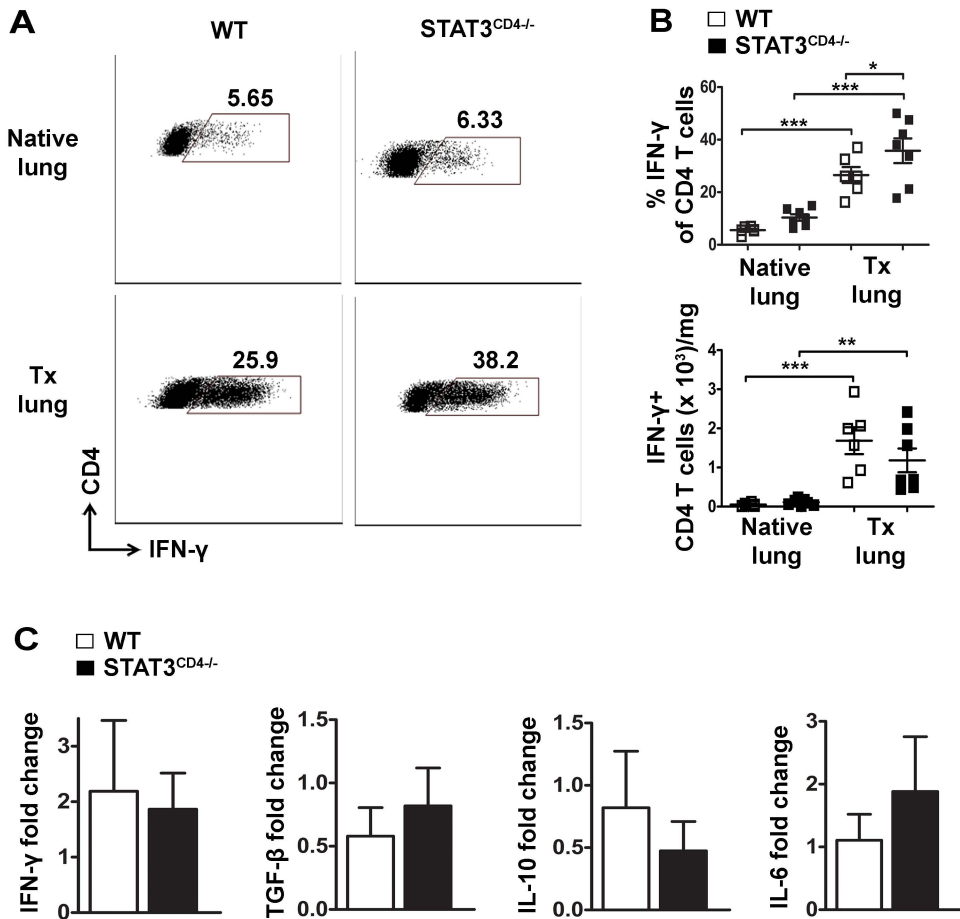 A
WT
STAT3CD4-/-
Native
lung
5.65
6.33
Tx
lung
25.9
38.2
CD4
IFN-γ
B
WT
STAT3CD4-/-
% IFN-γ
of CD4 T cells
60
40
20
0
***
***
*
Native
lung
Tx
lung
IFN-γ+
CD4 T cells (x 10³)/mg
4
3
2
1
0
***
**
Native
lung
Tx
lung
C
WT
STAT3CD4-/-
IFN-γ fold change
3
2
1
0
TGF-β fold change
1.5
1.0
0.5
0.0
IL-10 fold change
1.5
1.0
0.5
0.0
IL-6 fold change
3
2
1
0